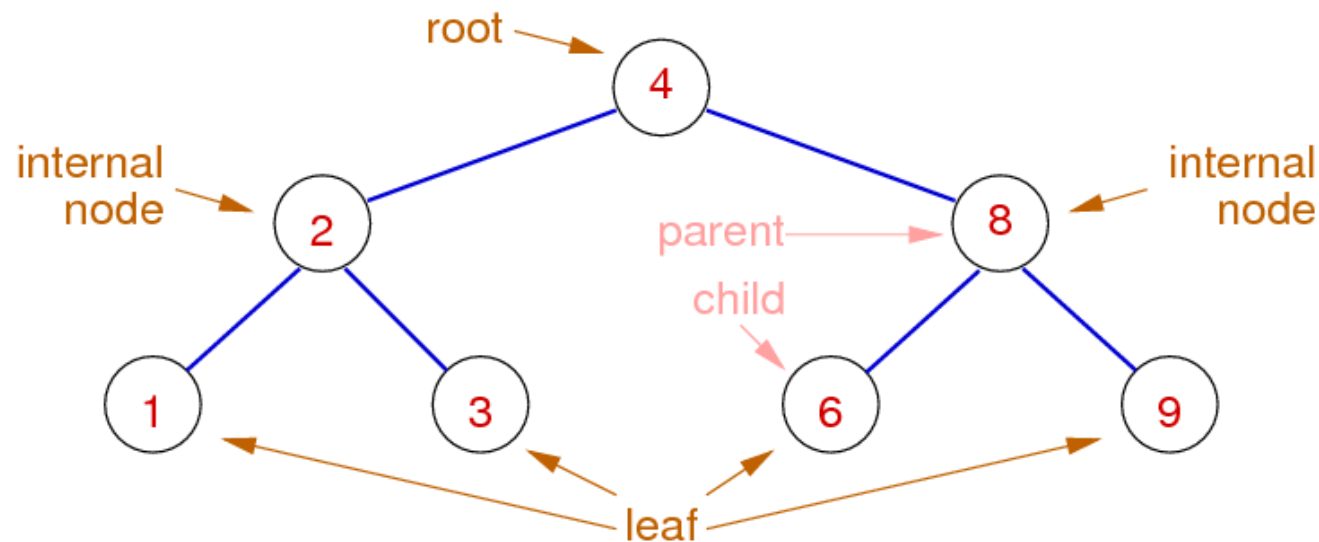 root
4
internal
node
2
8
internal
node
parent
child
1
3
6
9
leaf